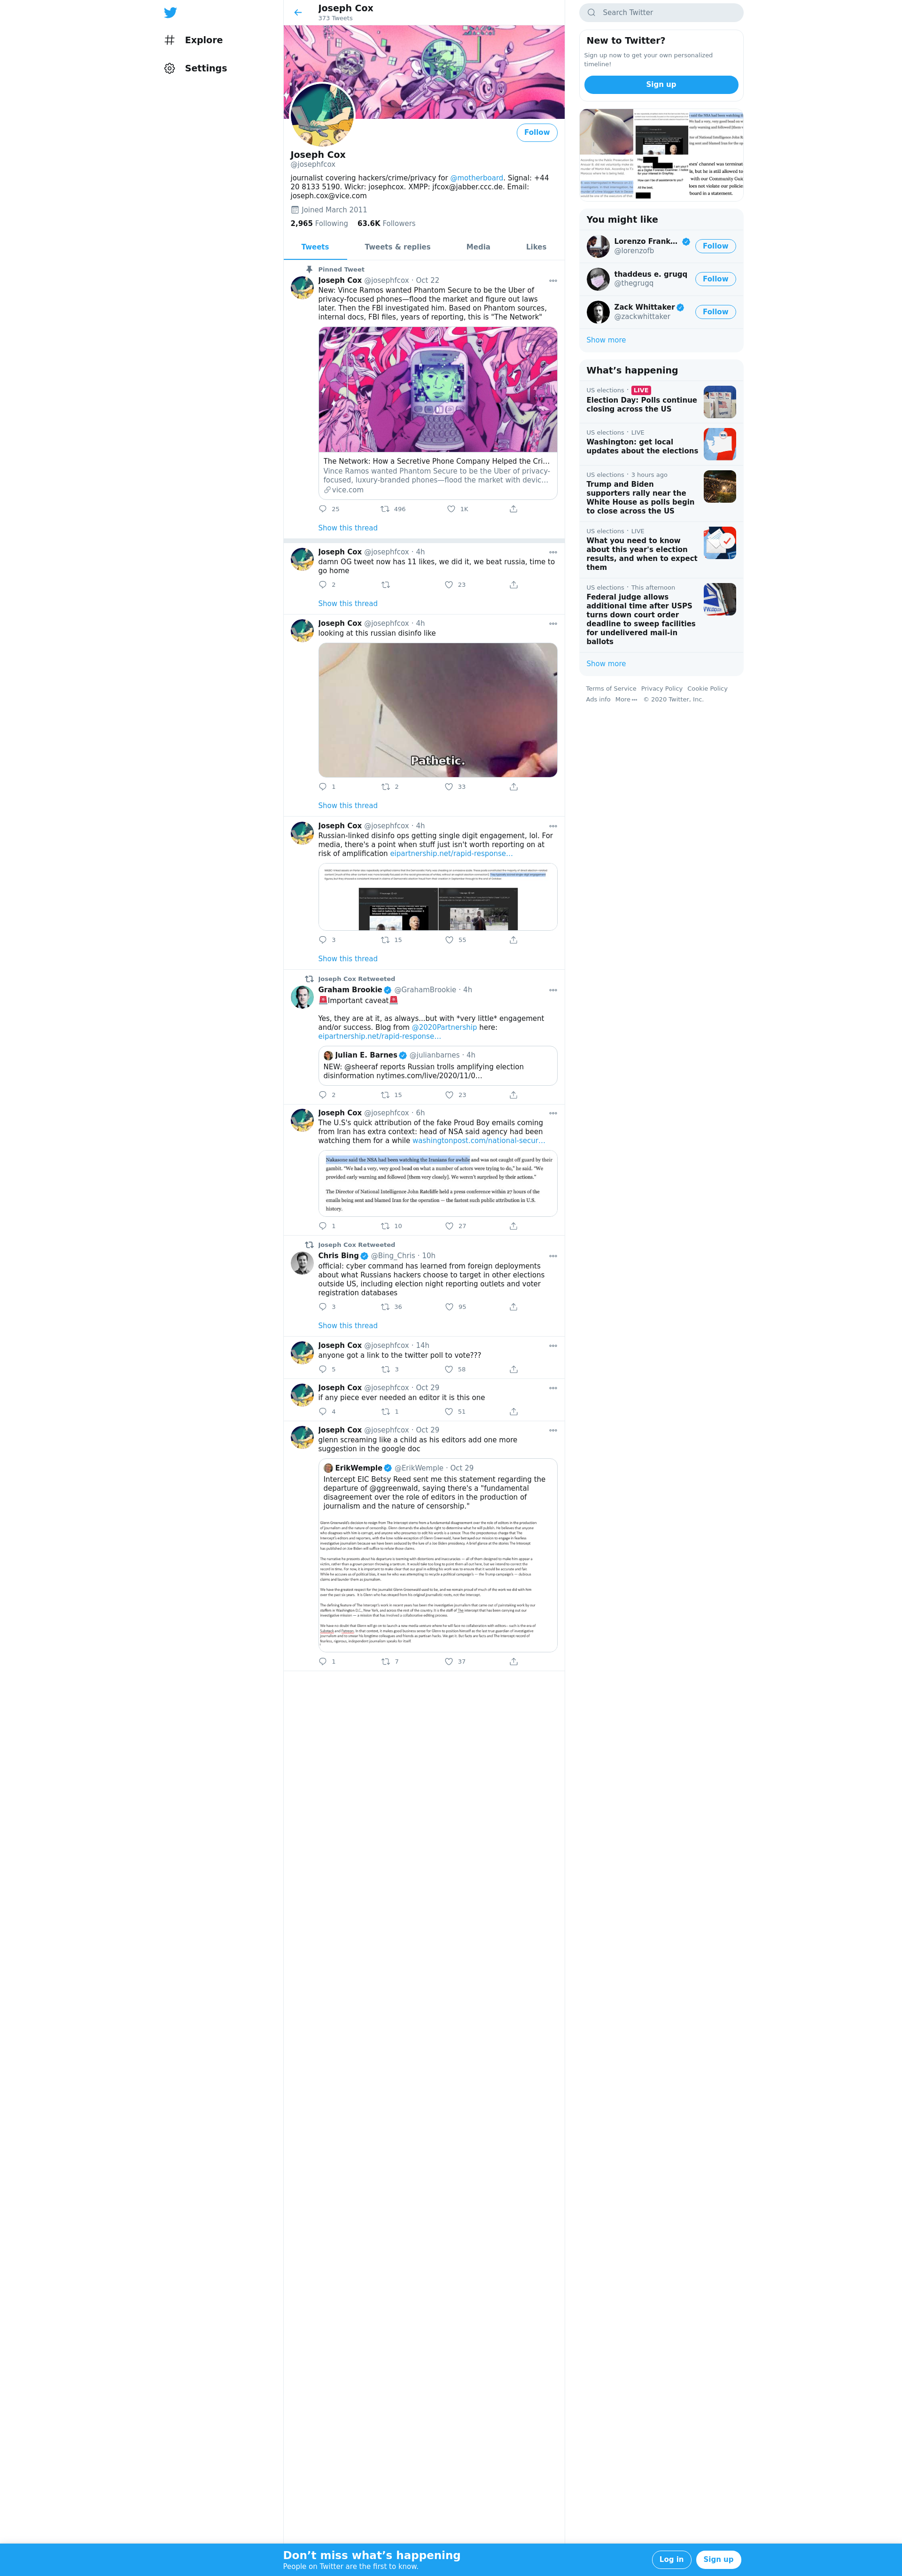 Explore
Settings
Joseph Cox
373 Tweets
Follow
Joseph Cox
@josephfcox
journalist covering hackers/crime/privacy for @motherboard. Signal: +44
20 8133 5190. Wickr: josephcox. XMPP: jfcox@jabber.ccc.de. Email:
joseph.cox@vice.com
Joined March 2011
2,965 Following 63.6K Followers
Tweets Tweets & replies Media Likes
Pinned Tweet
Joseph Cox @josephfcox · Oct 22
New: Vince Ramos wanted Phantom Secure to be the Uber of
privacy-focused phones—flood the market and figure out laws
later. Then the FBI investigated him. Based on Phantom sources,
internal docs, FBI files, years of reporting, this is "The Network"
The Network: How a Secretive Phone Company Helped the Cri...
Vince Ramos wanted Phantom Secure to be the Uber of privacy-
focused, luxury-branded phones—flood the market with devic...
vice.com
25 496 1K
Show this thread
Joseph Cox @josephfcox · 4h
damn OG tweet now has 11 likes, we did it, we beat russia, time to
go home
2 23
Show this thread
Joseph Cox @josephfcox · 4h
looking at this russian disinfo like
Pathetic.
1 2 33
Show this thread
Joseph Cox @josephfcox · 4h
Russian-linked disinfo ops getting single digit engagement, lol. For
media, there's a point when stuff just isn't worth reporting on at
risk of amplification eipartnership.net/rapid-response…
3 15 55
Show this thread
Joseph Cox Retweeted
Graham Brookie @GrahamBrookie · 4h
🚨Important caveat🚨
Yes, they are at it, as always...but with *very little* engagement
and/or success. Blog from @2020Partnership here:
eipartnership.net/rapid-response…
Julian E. Barnes @julianbarnes · 4h
NEW: @sheeraf reports Russian trolls amplifying election
disinformation nytimes.com/live/2020/11/0…
2 15 23
Joseph Cox @josephfcox · 6h
The U.S's quick attribution of the fake Proud Boy emails coming
from Iran has extra context: head of NSA said agency had been
watching them for a while washingtonpost.com/national-secur…
Nakasone said the NSA had been watching the Iranians for awhile and was not caught off guard by their
gambit. "We had a very, very good bead on what a number of actors were trying to do," he said. "We
provided early warning and followed [them very closely]. We weren't surprised by their actions."
The Director of National Intelligence John Ratcliffe held a press conference within 27 hours of the
emails being sent and blamed Iran for the operation — the fastest such public attribution in U.S.
history.
1 10 27
Joseph Cox Retweeted
Chris Bing @Bing_Chris · 10h
official: cyber command has learned from foreign deployments
about what Russians hackers choose to target in other elections
outside US, including election night reporting outlets and voter
registration databases
3 36 95
Show this thread
Joseph Cox @josephfcox · 14h
anyone got a link to the twitter poll to vote???
5 3 58
Joseph Cox @josephfcox · Oct 29
if any piece ever needed an editor it is this one
4 1 51
Joseph Cox @josephfcox · Oct 29
glenn screaming like a child as his editors add one more
suggestion in the google doc
ErikWemple @ErikWemple · Oct 29
Intercept EIC Betsy Reed sent me this statement regarding the
departure of @ggreenwald, saying there's a "fundamental
disagreement over the role of editors in the production of
journalism and the nature of censorship."
1 7 37
Search Twitter
New to Twitter?
Sign up now to get your own personalized
timeline!
Sign up
You might like
Lorenzo Frank...
@lorenzofb
Follow
thaddeus e. grugq
@thegrugq
Follow
Zack Whittaker
@zackwhittaker
Follow
Show more
What's happening
US elections · LIVE
Election Day: Polls continue
closing across the US
US elections · LIVE
Washington: get local
updates about the elections
US elections · 3 hours ago
Trump and Biden
supporters rally near the
White House as polls begin
to close across the US
US elections · LIVE
What you need to know
about this year's election
results, and when to expect
them
US elections · This afternoon
Federal judge allows
additional time after USPS
turns down court order
deadline to sweep facilities
for undelivered mail-in
ballots
Show more
Terms of Service Privacy Policy Cookie Policy
Ads info More © 2020 Twitter, Inc.
Don't miss what's happening
People on Twitter are the first to know.
Log in
Sign up